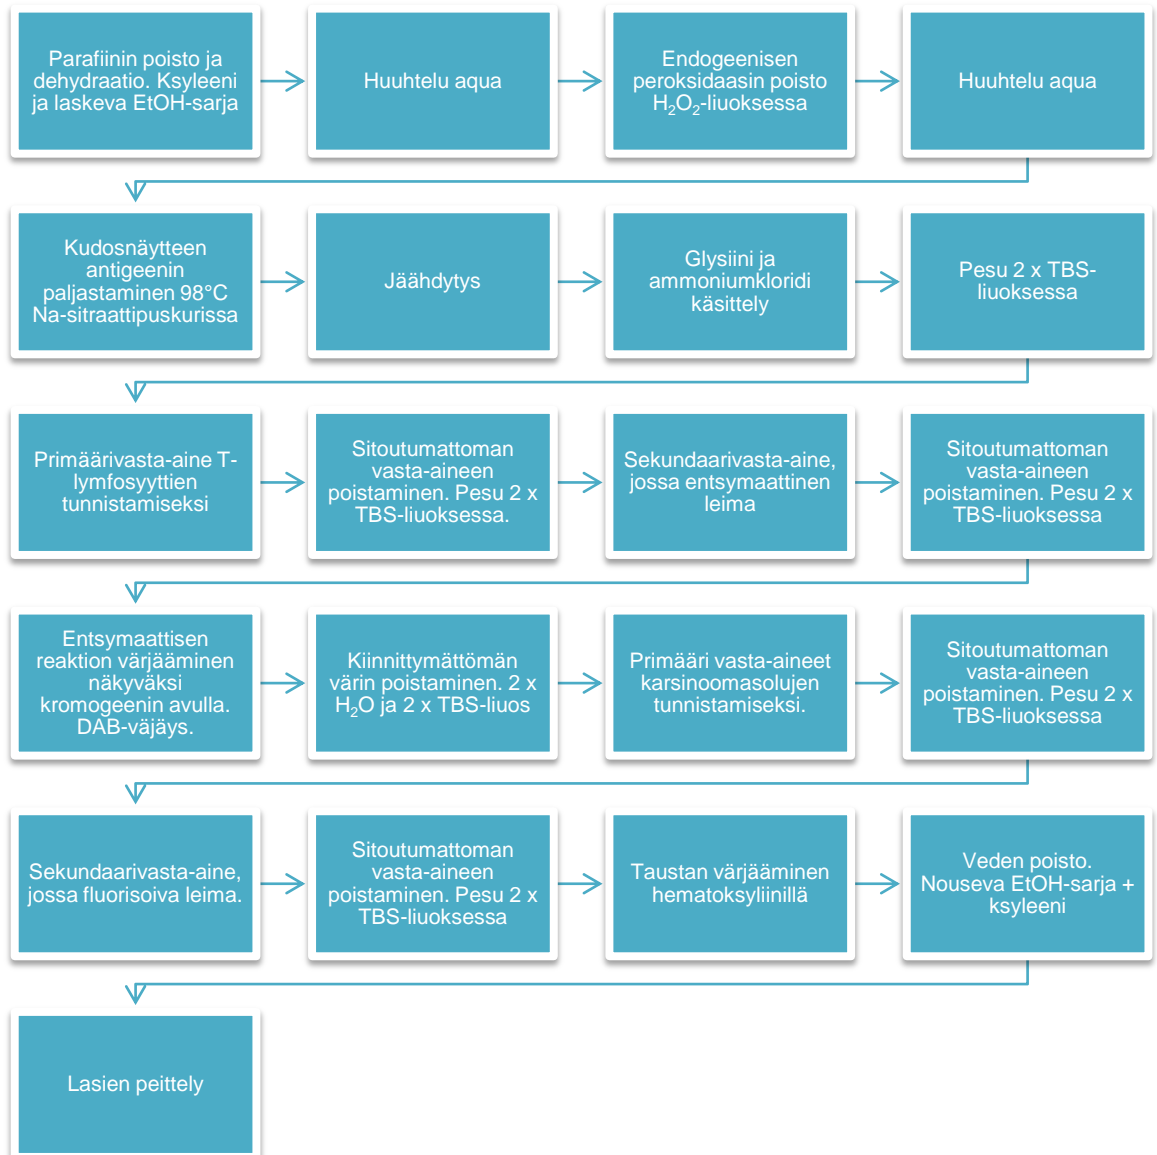 Parafiinin poisto ja
dehydraatio. Ksyleeni
ja laskeva EtOH-sarja
Huuhtelu aqua
Endogeenisen
peroksidaasin poisto
H₂O₂-liuoksessa
Huuhtelu aqua
Kudosnäytteen
antigeenin
paljastaminen 98°C
Na-sitraattipuskurissa
Jäähdytys
Glysiini ja
ammoniumkloridi
käsittely
Pesu 2 x TBS-
liuoksessa
Primäärivasta-aine T-
lymfosyyttien
tunnistamiseksi
Sitoutumattoman
vasta-aineen
poistaminen. Pesu 2 x
TBS-liuoksessa.
Sekundaarivasta-aine,
jossa entsymaattinen
leima
Sitoutumattoman
vasta-aineen
poistaminen. Pesu 2 x
TBS-liuoksessa
Entsymaattisen
reaktion värjääminen
näkyväksi
kromogeenin avulla.
DAB-väjäys.
Kiinnittymättömän
värin poistaminen. 2 x
H₂O ja 2 x TBS-liuos
Primääri vasta-aineet
karsinoomasolujen
tunnistamiseksi.
Sitoutumattoman
vasta-aineen
poistaminen. Pesu 2 x
TBS-liuoksessa
Sekundaarivasta-aine,
jossa fluorisoiva leima.
Sitoutumattoman
vasta-aineen
poistaminen. Pesu 2 x
TBS-liuoksessa
Taustan värjääminen
hematoksyliinillä
Veden poisto.
Nouseva EtOH-sarja +
ksyleeni
Lasien peittely